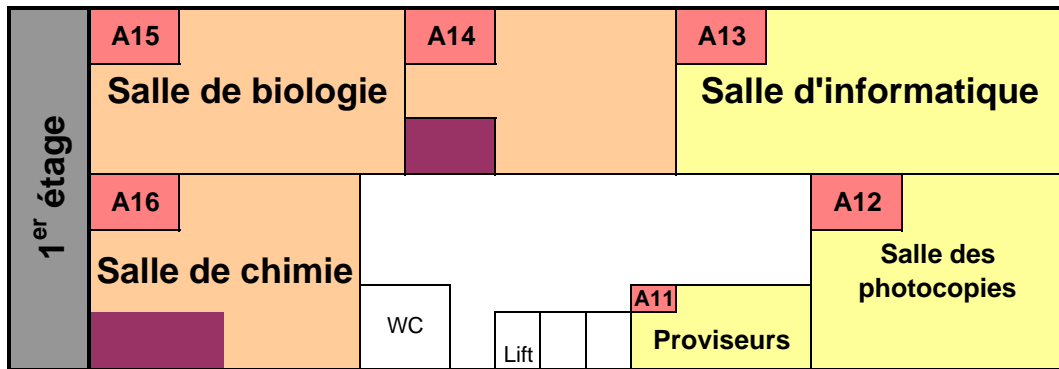 1er étage
A15
Salle de biologie
A14
A13
Salle d'informatique
A16
Salle de chimie
WC
Lift
A11
Proviseurs
A12
Salle des
photocopies